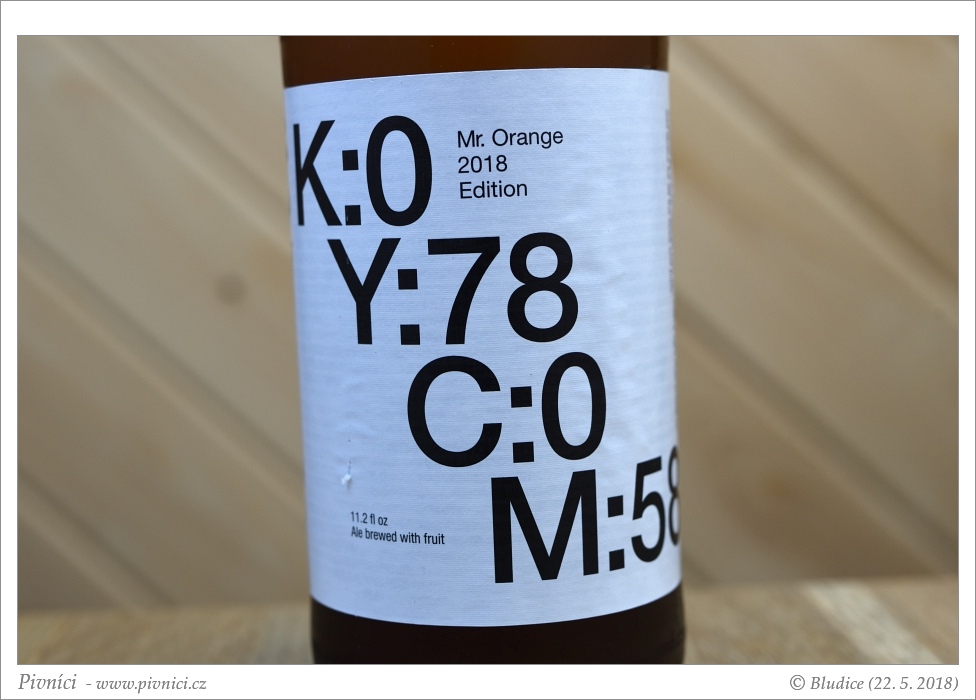 K:0
Mr. Orange
2018
Edition
Y:78
C:0
M:58
11.2 fl oz
Ale brewed with fruit
Pivníci - www.pivnici.cz
© Bludice (22. 5. 2018)